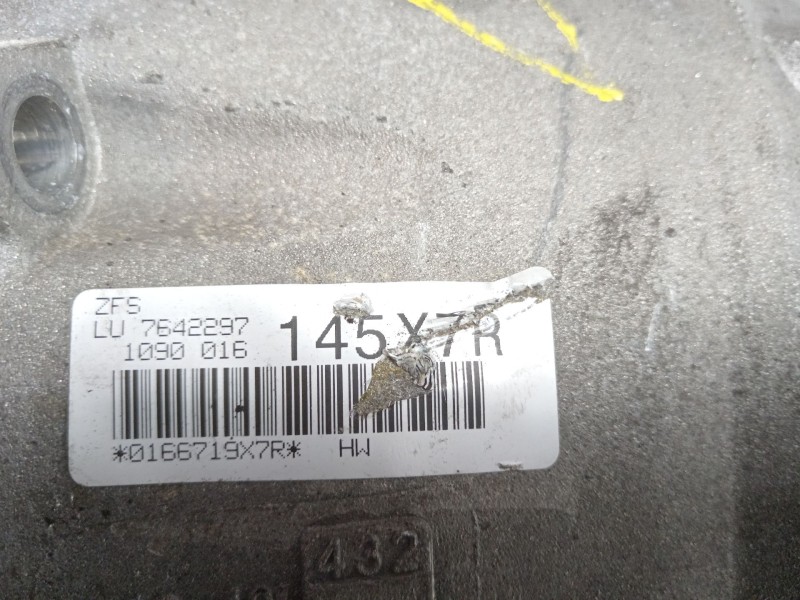 ZFS
LU 7642297
1090 016
145X7R
*0166719X7R* HW
432